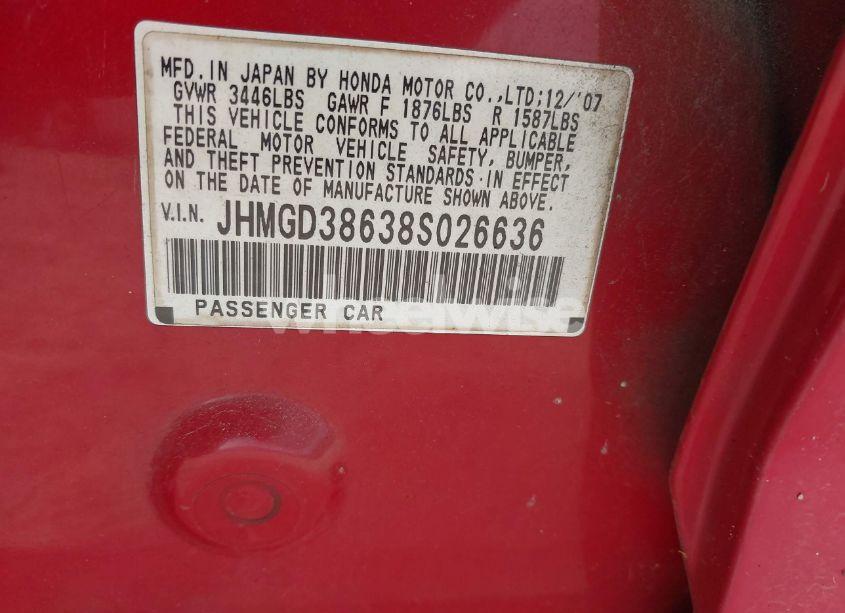 MFD. IN JAPAN BY HONDA MOTOR CO.,LTD;12/'07
GVWR 3446LBS GAWR F 1876LBS R 1587LBS
THIS VEHICLE CONFORMS TO ALL APPLICABLE
FEDERAL MOTOR VEHICLE SAFETY, BUMPER,
AND THEFT PREVENTION STANDARDS IN EFFECT
ON THE DATE OF MANUFACTURE SHOWN ABOVE.
V.I.N. JHMGD38638S026636
PASSENGER CAR
wheelwise